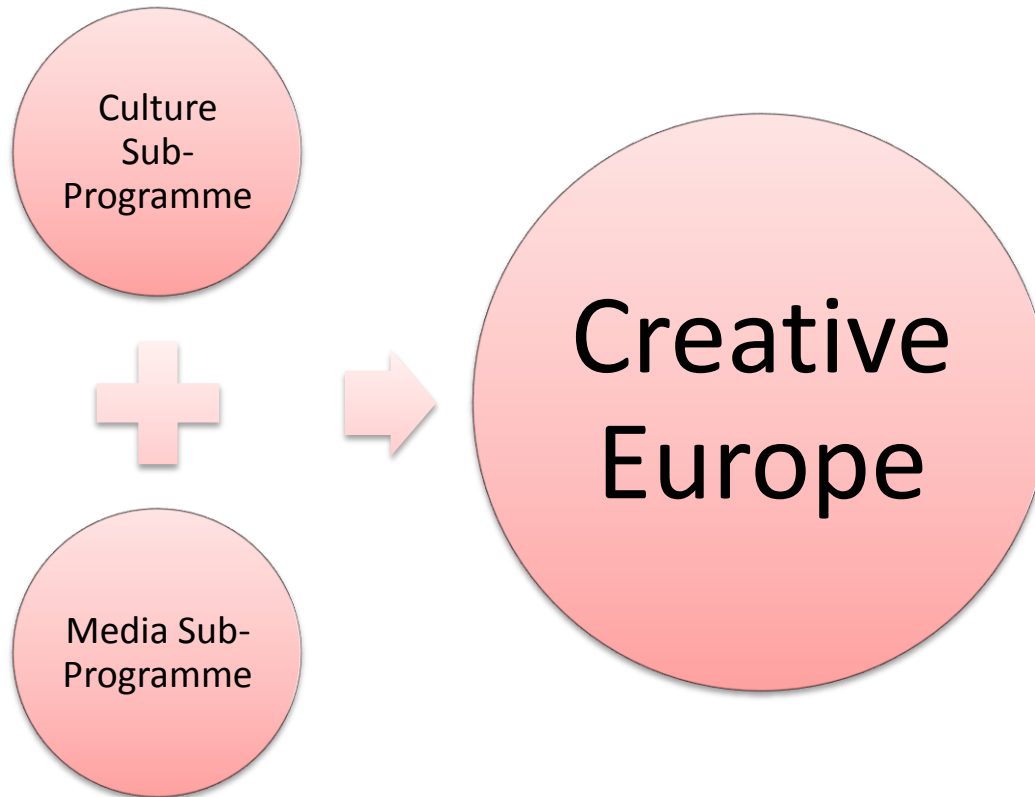 Culture
Sub-
Programme
Media Sub-
Programme
Creative
Europe